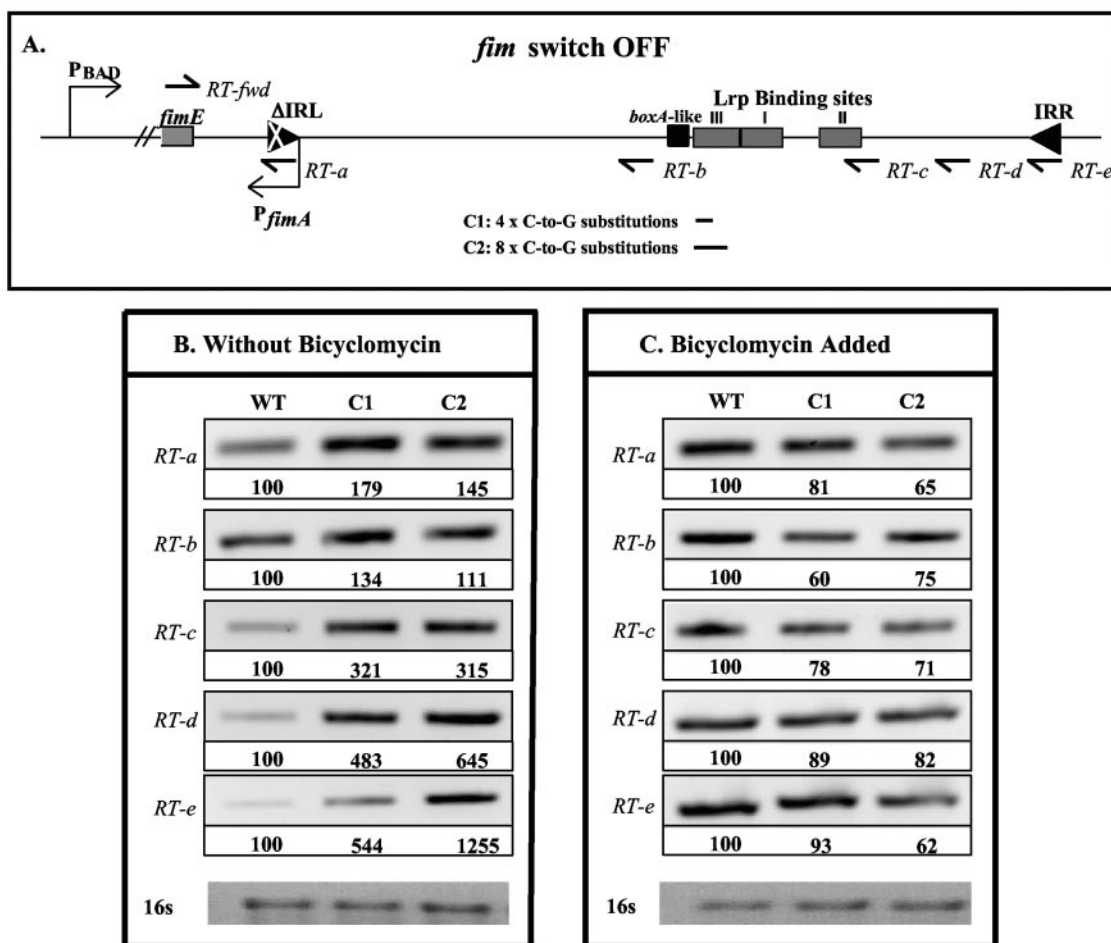 A.
fim switch OFF
PBAD
RT-fwd
fimE
ΔIRL
boxA-like
Lrp Binding sites
III I II
IRR
RT-a
RT-b
RT-c
RT-d
RT-e
PfimA
C1: 4 x C-to-G substitutions
C2: 8 x C-to-G substitutions
B. Without Bicyclomycin
WT C1 C2
RT-a
100 179 145
RT-b
100 134 111
RT-c
100 321 315
RT-d
100 483 645
RT-e
100 544 1255
16s
C. Bicyclomycin Added
WT C1 C2
RT-a
100 81 65
RT-b
100 60 75
RT-c
100 78 71
RT-d
100 89 82
RT-e
100 93 62
16s